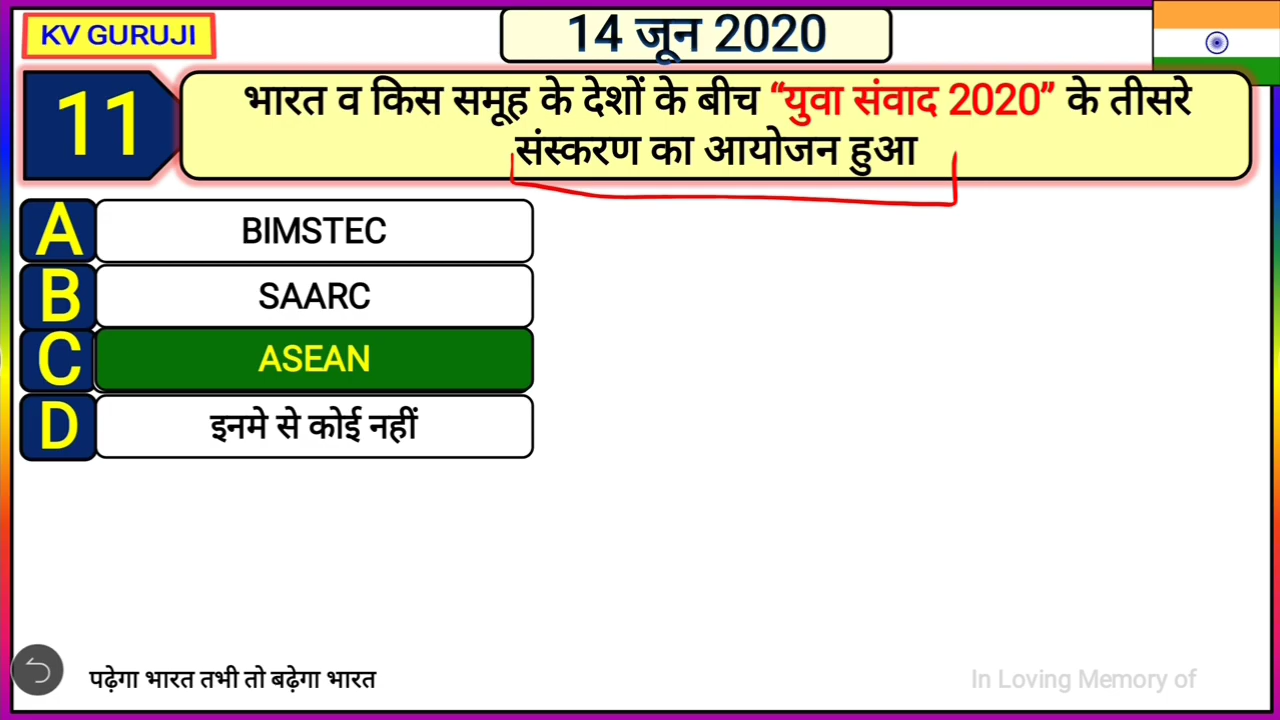 KV GURUJI
14 जून 2020
11
भारत व किस समूह के देशों के बीच “युवा संवाद 2020” के तीसरे
संस्करण का आयोजन हुआ
A BIMSTEC
B SAARC
C ASEAN
D इनमे से कोई नहीं
पढ़ेगा भारत तभी तो बढ़ेगा भारत
In Loving Memory of